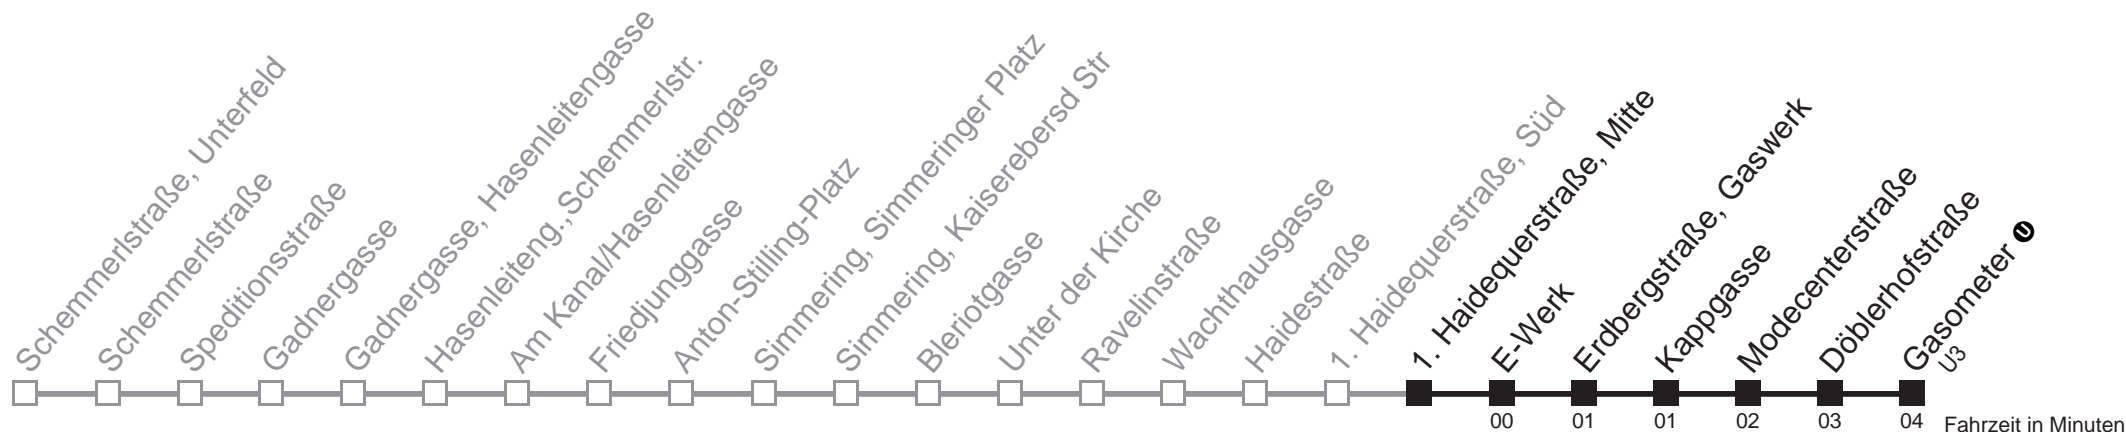 Schemmerlstraße, Unterfeld
Schemmerlstraße
Speditionsstraße
Gadnergasse
Gadnergasse, Hasenleitengasse
Hasenleiteng.,Schemmerlstr.
Am Kanal/Hasenleitengasse
Friedjunggasse
Anton-Stilling-Platz
Simmering, Simmeringer Platz
Simmering, Kaiserebersd Str
Bleriotgasse
Unter der Kirche
Ravelinstraße
Wachthausgasse
Haidestraße
1. Haidequerstraße, Süd
1. Haidequerstraße, Mitte
E-Werk
Erdbergstraße, Gaswerk
Kappgasse
Modecenterstraße
Döblerhofstraße
Gasometer U
U3
00 01 01 02 03 04 Fahrzeit in Minuten